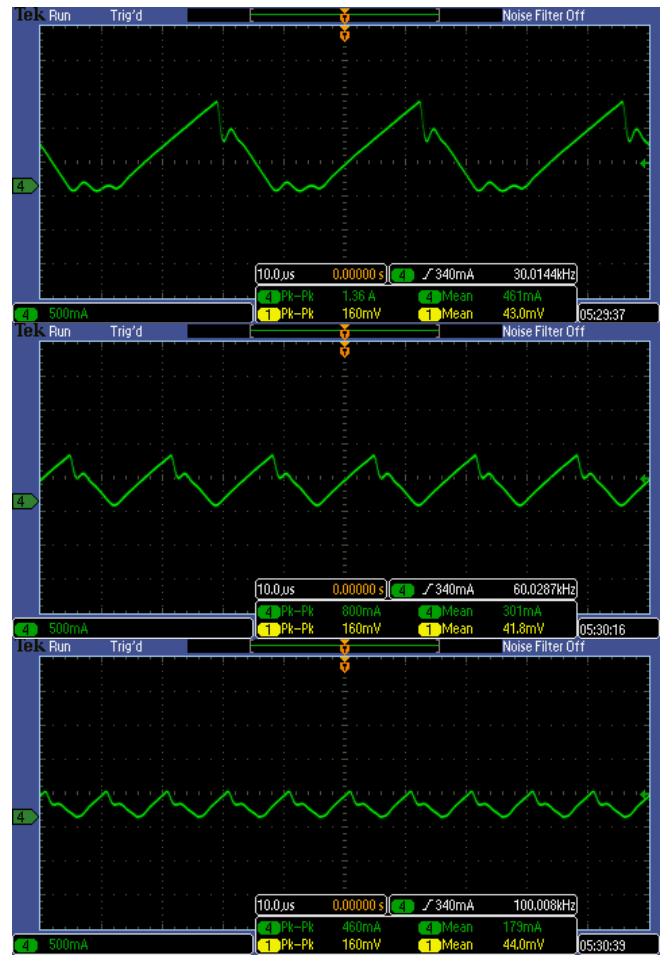 Tek Run Trig'd Noise Filter Off
T
T
4
10.0µs 0.00000 s 4 340mA 30.0144kHz
4 Pk-Pk 1.36 A 4 Mean 461mA
1 Pk-Pk 160mV 1 Mean 43.0mV
4 500mA 05:29:37
Tek Run Trig'd Noise Filter Off
T
T
4
10.0µs 0.00000 s 4 340mA 60.0287kHz
4 Pk-Pk 800mA 4 Mean 301mA
1 Pk-Pk 160mV 1 Mean 41.8mV
4 500mA 05:30:16
Tek Run Trig'd Noise Filter Off
T
T
4
10.0µs 0.00000 s 4 340mA 100.008kHz
4 Pk-Pk 460mA 4 Mean 179mA
1 Pk-Pk 160mV 1 Mean 44.0mV
4 500mA 05:30:39